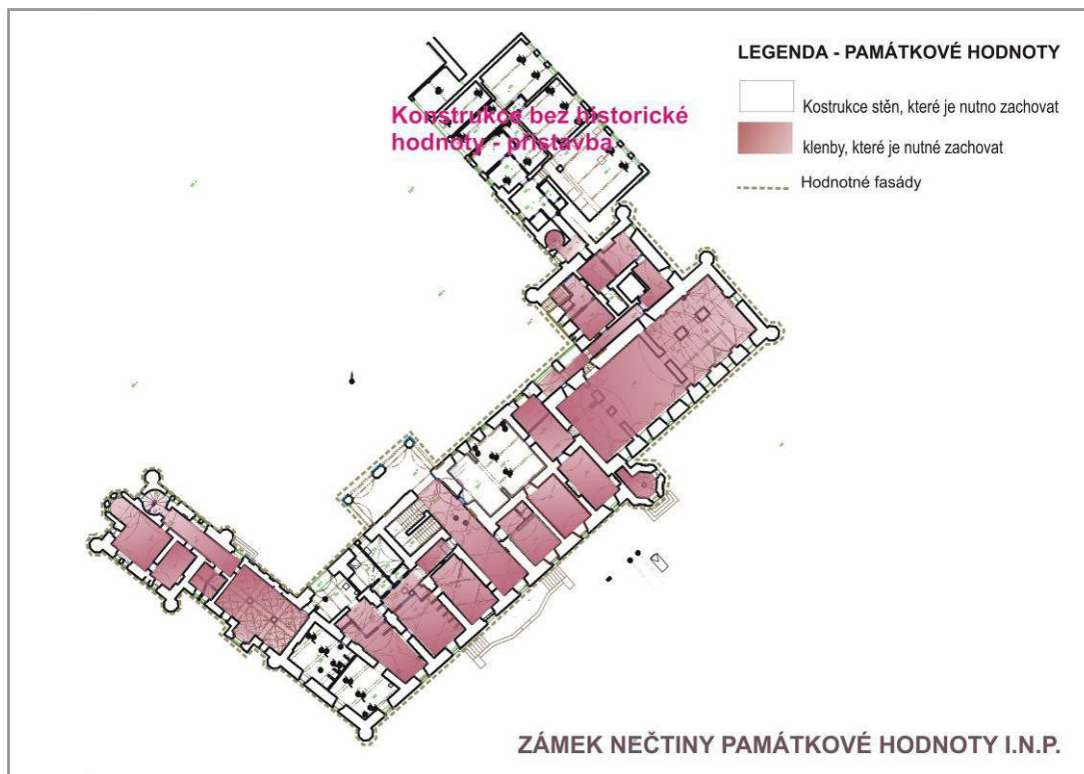 LEGENDA - PAMÁTKOVÉ HODNOTY
Kostrukce stěn, které je nutno zachovat
klenby, které je nutné zachovat
Hodnotné fasády
Konstrukce bez historické
hodnoty - přístavba
ZÁMEK NEČTINY PAMÁTKOVÉ HODNOTY I.N.P.